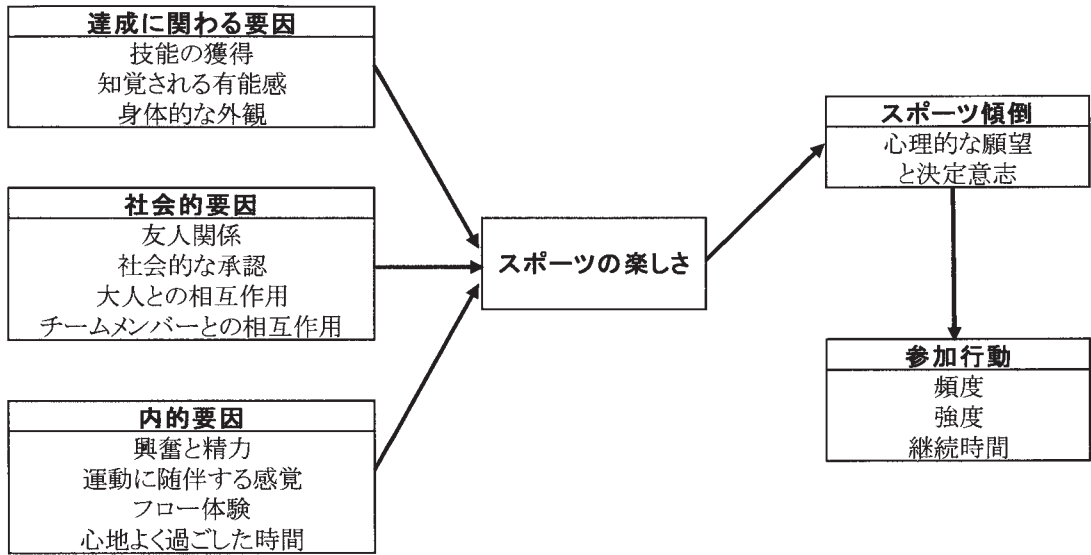 達成に関わる要因
技能の獲得
知覚される有能感
身体的な外観
社会的要因
友人関係
社会的な承認
大人との相互作用
チームメンバーとの相互作用
内的要因
興奮と精力
運動に随伴する感覚
フロー体験
心地よく過ごした時間
スポーツの楽しさ
スポーツ傾倒
心理的な願望
と決定意志
参加行動
頻度
強度
継続時間